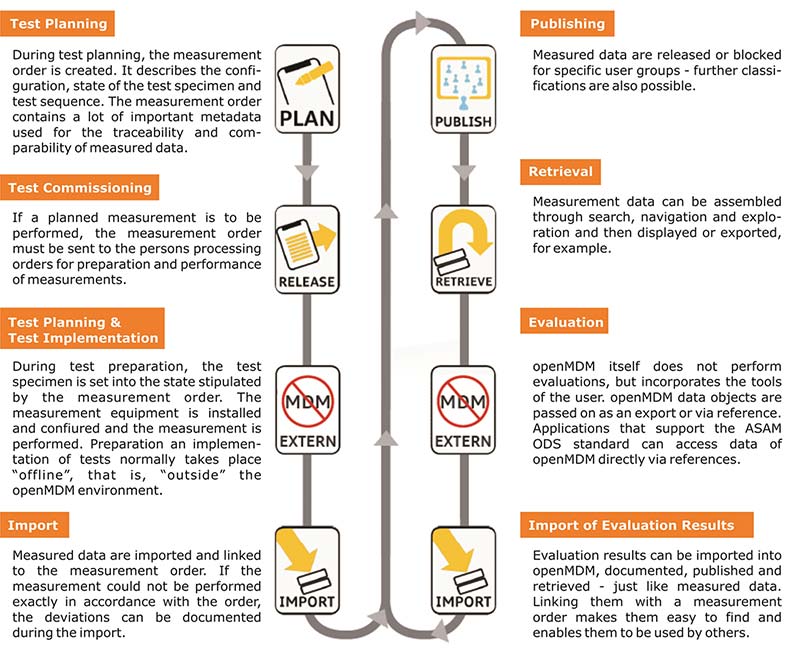 Test Planning
During test planning, the measurement
order is created. It describes the confi-
guration, state of the test specimen and
test sequence. The measurement order
contains a lot of important metadata
used for the traceability and com-
parability of measured data.
PLAN
Test Commissioning
If a planned measurement is to be
performed, the measurement order
must be sent to the persons processing
orders for preparation and performance
of measurements.
RELEASE
Test Planning &
Test Implementation
During test preparation, the test
specimen is set into the state stipulated
by the measurement order. The
measurement equipment is installed
and confiured and the measurement is
performed. Preparation an implemen-
tation of tests normally takes place
“offline”, that is, “outside” the
openMDM environment.
MDM
EXTERN
Import
Measured data are imported and linked
to the measurement order. If the
measurement could not be performed
exactly in accordance with the order,
the deviations can be documented
during the import.
IMPORT
Publishing
Measured data are released or blocked
for specific user groups - further classi-
fications are also possible.
PUBLISH
Retrieval
Measurement data can be assembled
through search, navigation and explo-
ration and then displayed or exported,
for example.
RETRIEVE
Evaluation
openMDM itself does not perform
evaluations, but incorporates the tools
of the user. openMDM data objects are
passed on as an export or via reference.
Applications that support the ASAM
ODS standard can access data of
openMDM directly via references.
MDM
EXTERN
Import of Evaluation Results
Evaluation results can be imported into
openMDM, documented, published and
retrieved - just like measured data.
Linking them with a measurement
order makes them easy to find and
enables them to be used by others.
IMPORT